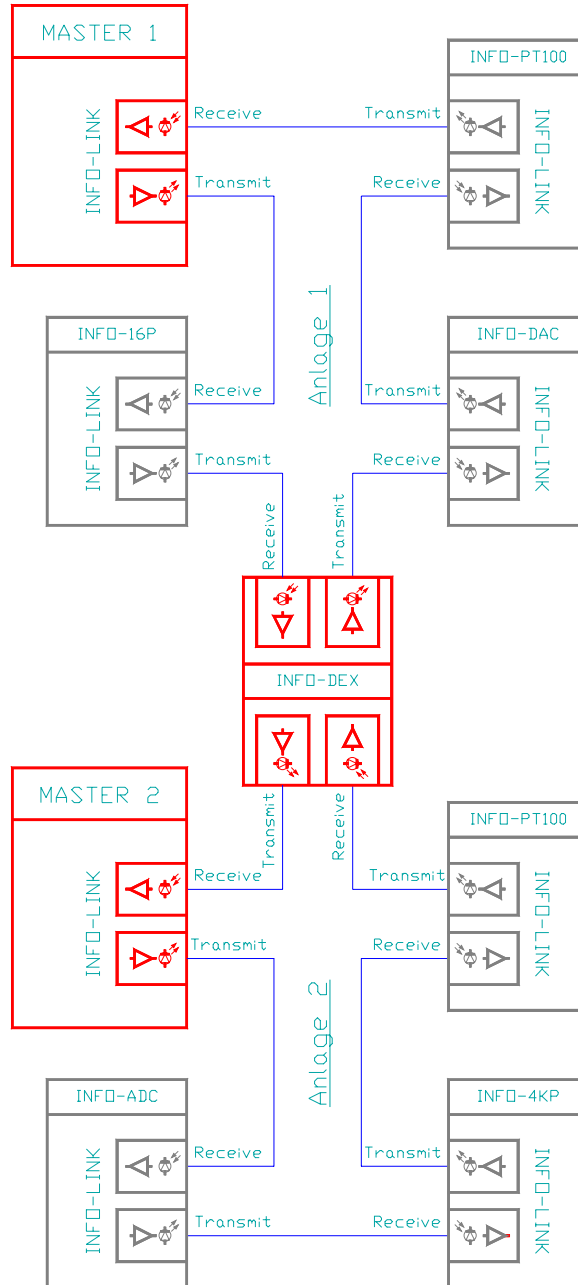 MASTER 1
INFO-PT100
Receive
Transmit
INFO-LINK
INFO-LINK
Transmit
Receive
Anlage 1
INFO-16P
INFO-DAC
Receive
Transmit
INFO-LINK
INFO-LINK
Transmit
Receive
Receive
Transmit
INFO-DEX
MASTER 2
Transmit
Receive
INFO-PT100
Receive
Transmit
INFO-LINK
INFO-LINK
Transmit
Receive
Anlage 2
INFO-ADC
INFO-4KP
Receive
Transmit
INFO-LINK
INFO-LINK
Transmit
Receive